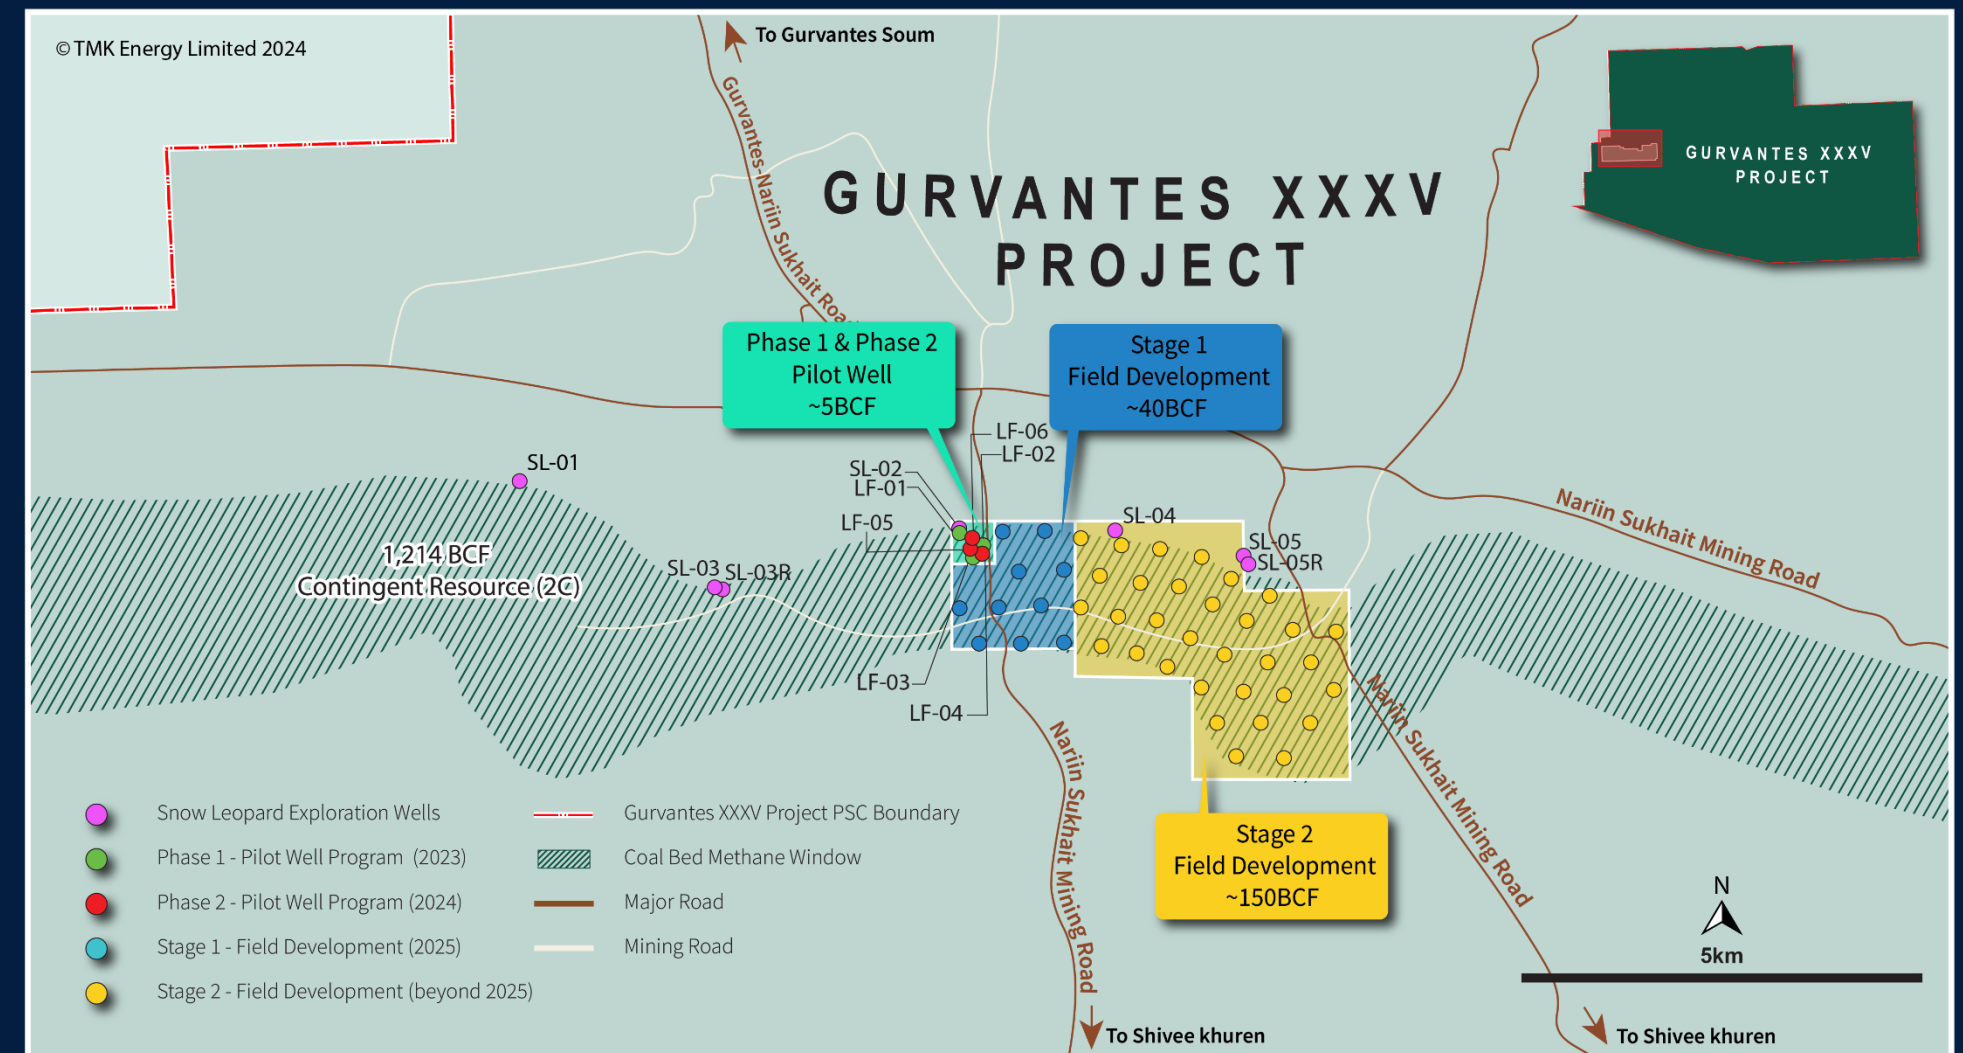 © TMK Energy Limited 2024
To Gurvantes Soum
Gurvantes-Nariin Sukhait Road
GURVANTES XXXV
PROJECT
GURVANTES XXXV
PROJECT
Phase 1 & Phase 2
Pilot Well
~5BCF
Stage 1
Field Development
~40BCF
LF-06
LF-02
SL-01
SL-02
LF-01
LF-05
SL-04
SL-05
SL-05R
Nariin Sukhait Mining Road
1,214 BCF
Contingent Resource (2C)
SL-03
SL-03R
LF-03
LF-04
Nariin Sukhait Mining Road
Nariin Sukhait Mining Road
Stage 2
Field Development
~150BCF
Snow Leopard Exploration Wells
Phase 1 - Pilot Well Program (2023)
Phase 2 - Pilot Well Program (2024)
Stage 1 - Field Development (2025)
Stage 2 - Field Development (beyond 2025)
Gurvantes XXXV Project PSC Boundary
Coal Bed Methane Window
Major Road
Mining Road
N
5km
To Shivee khuren
To Shivee khuren